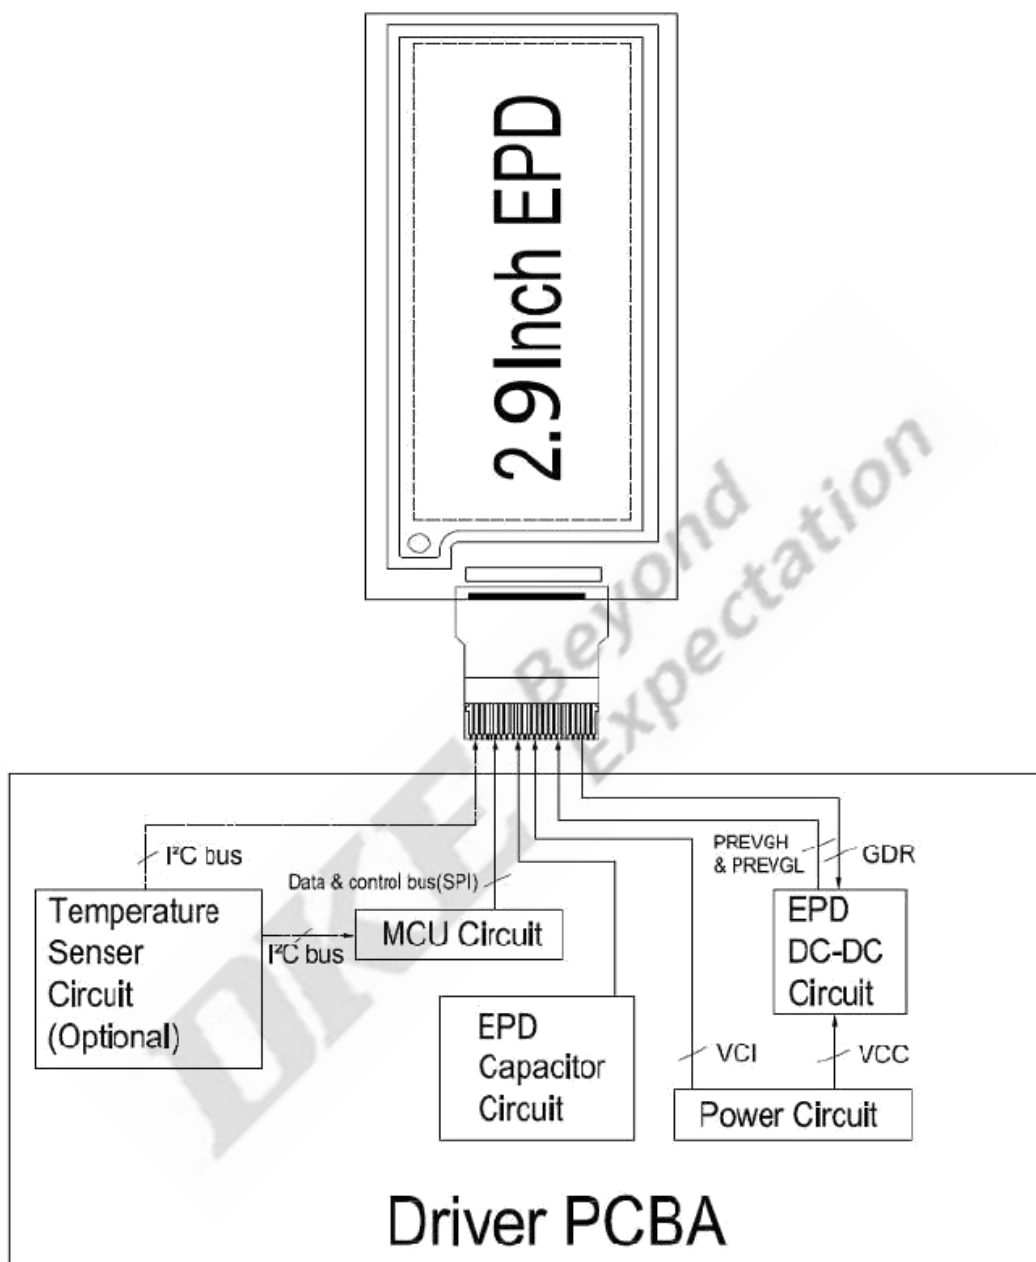 2.9Inch EPD
Beyond
Expectation
DKE
I²C bus
PREVGH
& PREVGL
GDR
Data & control bus(SPI)
Temperature
Senser
Circuit
(Optional)
I²C bus
MCU Circuit
EPD
DC-DC
Circuit
EPD
Capacitor
Circuit
VCI
VCC
Power Circuit
Driver PCBA